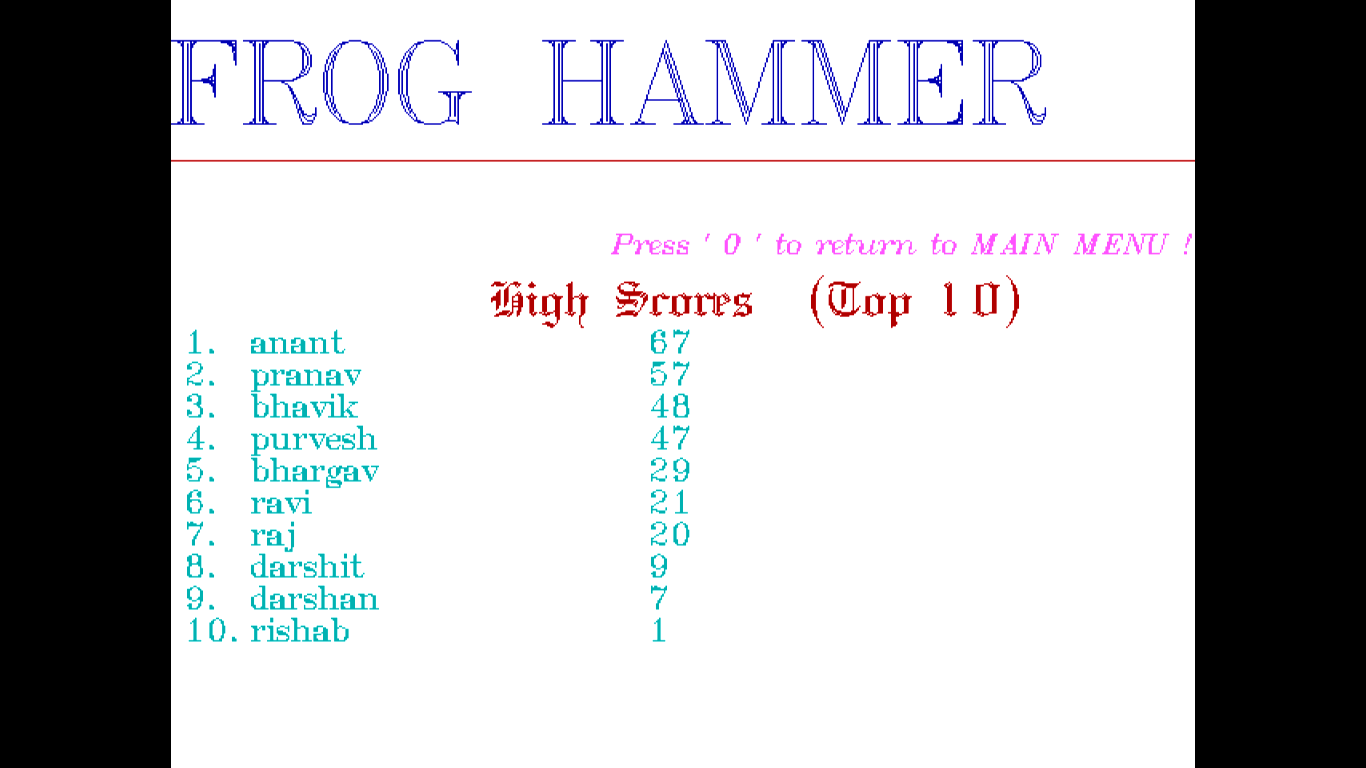 FROG HAMMER
Press ' 0 ' to return to MAIN MENU !
High Scores (Top 10)
1. anant 67
2. pranav 57
3. bhavik 48
4. purvesh 47
5. bhargav 29
6. ravi 21
7. raj 20
8. darshit 9
9. darshan 7
10. rishab 1